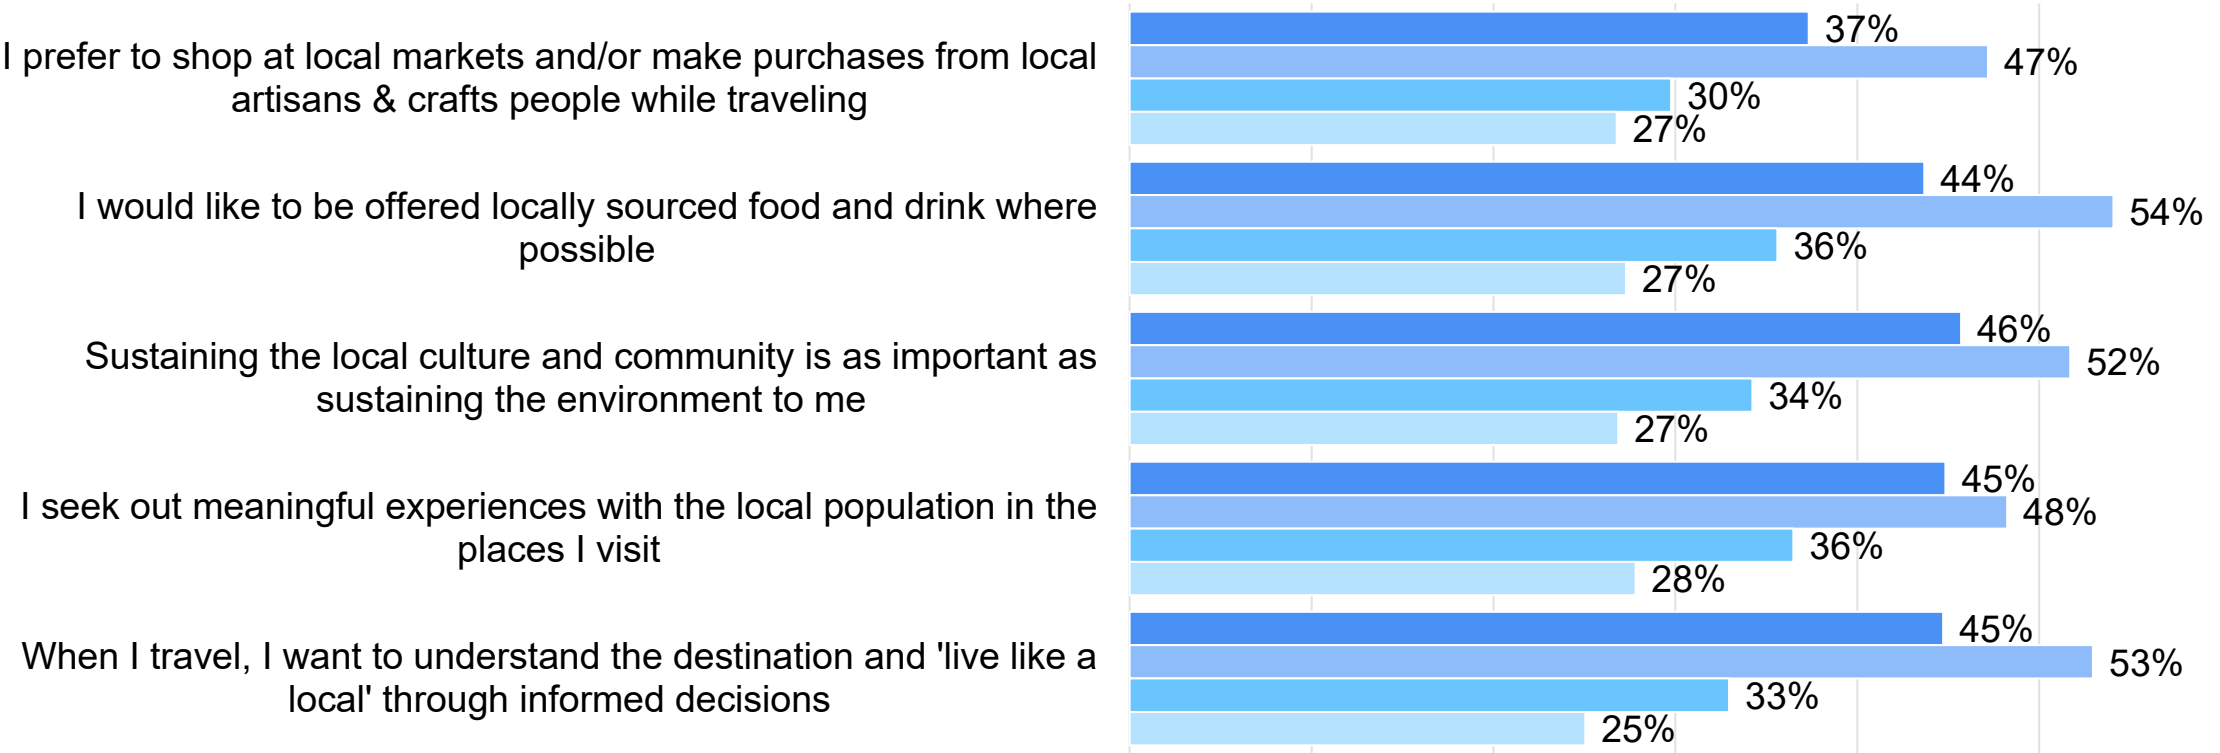 I prefer to shop at local markets and/or make purchases from local
artisans & crafts people while traveling
37%
47%
30%
27%
I would like to be offered locally sourced food and drink where
possible
44%
54%
36%
27%
Sustaining the local culture and community is as important as
sustaining the environment to me
46%
52%
34%
27%
I seek out meaningful experiences with the local population in the
places I visit
45%
48%
36%
28%
When I travel, I want to understand the destination and 'live like a
local' through informed decisions
45%
53%
33%
25%